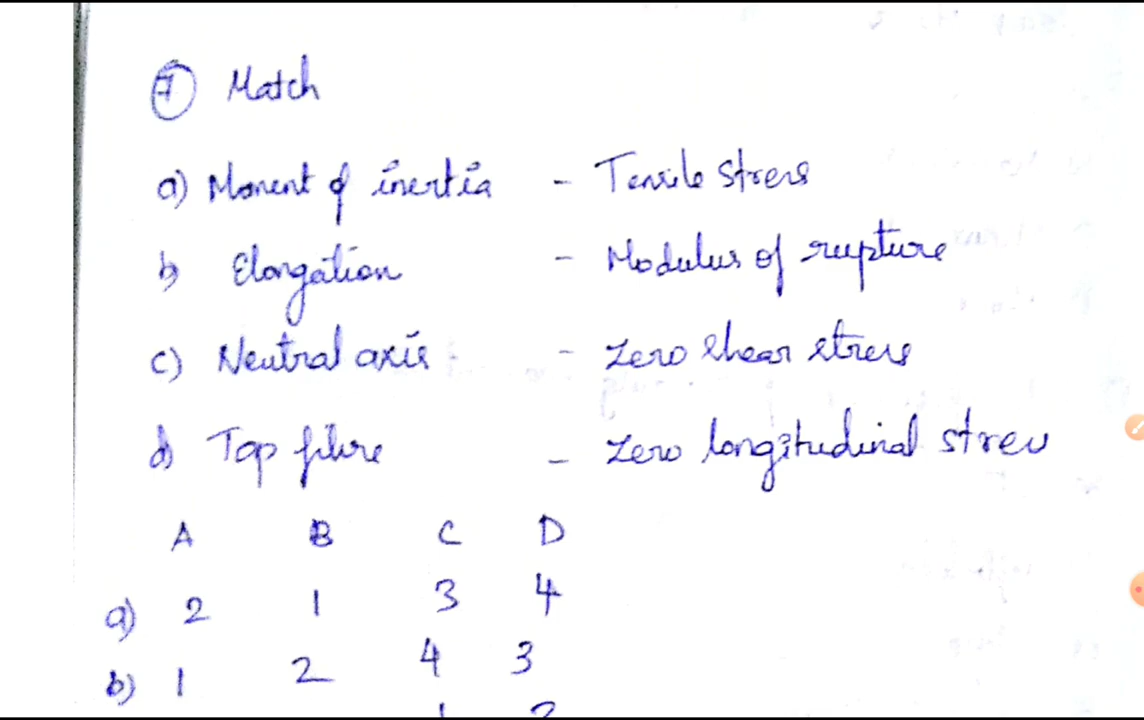 7 Match
a) Moment of inertia - Tensile stress
b) Elongation - Modulus of rupture
c) Neutral axis - Zero shear stress
d) Top fibre - Zero longitudinal stress
A B C D
a) 2 1 3 4
b) 1 2 4 3